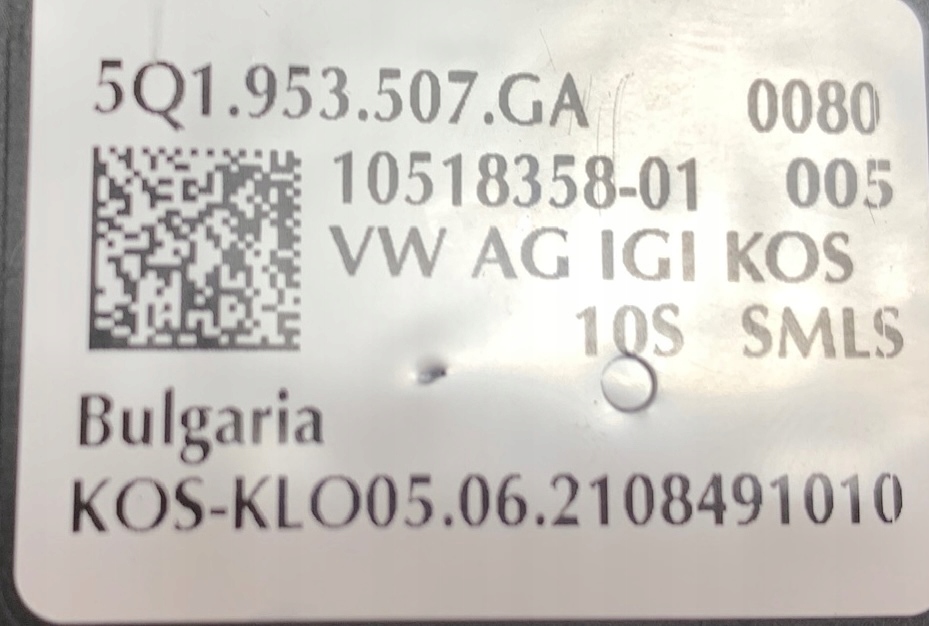 5Q1.953.507.GA 0080
10518358-01 005
VW AG IGI KOS
10S SMLS
Bulgaria
KOS-KLO05.06.2108491010